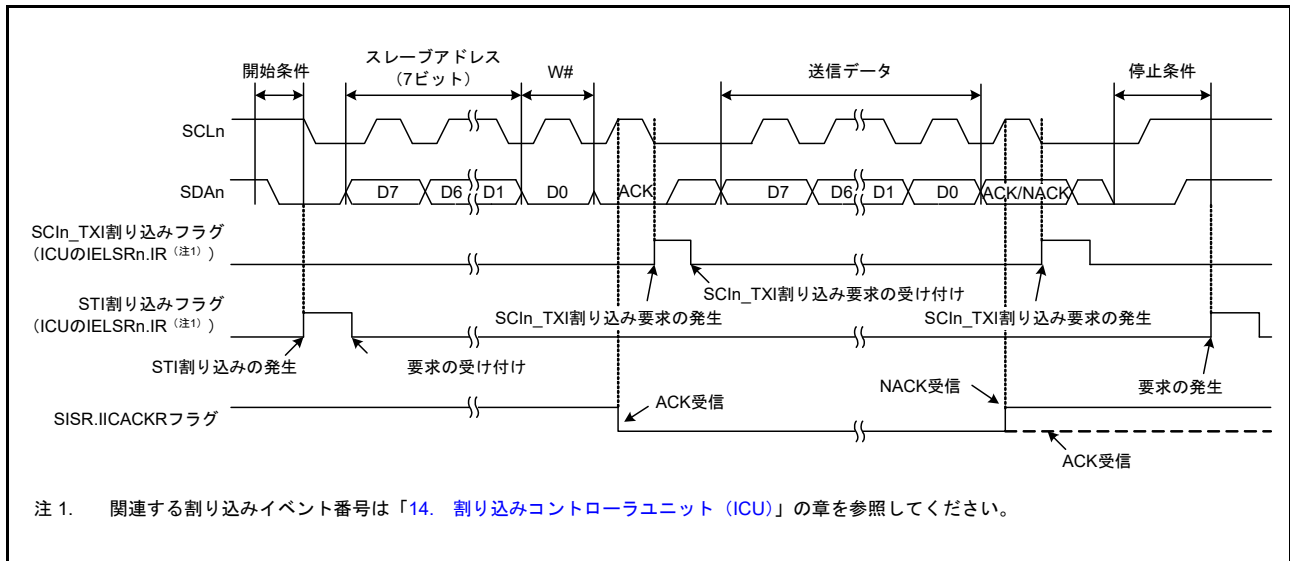 開始条件
スレーブアドレス
（7ビット）
W#
送信データ
停止条件
SCLn
SDAn
D7
D6
D1
D0
ACK
D7
D6
D1
D0
ACK/NACK
SCIn_TXI割り込みフラグ
（ICUのIELSRn.IR（注1））
SCIn_TXI割り込み要求の受け付け
SCIn_TXI割り込み要求の発生
SCIn_TXI割り込み要求の発生
STI割り込みフラグ
（ICUのIELSRn.IR（注1））
STI割り込みの発生
要求の受け付け
要求の発生
NACK受信
ACK受信
SISR.IICACKRフラグ
ACK受信
注 1. 関連する割り込みイベント番号は「14. 割り込みコントローラユニット（ICU）」の章を参照してください。